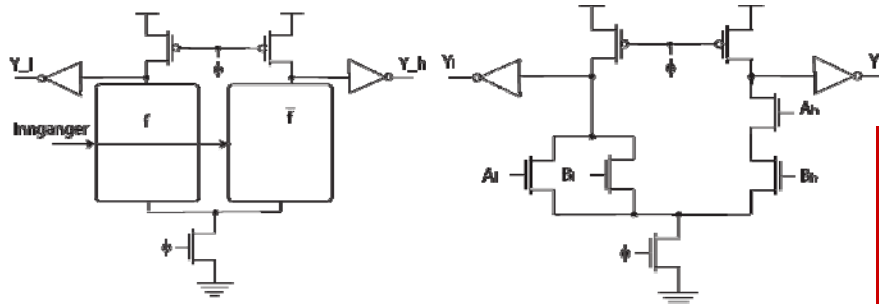 Y_l
ϕ
Y_h
Innganger
f
f̅
ϕ
Yₗ
ϕ
Y
Aₕ
Aₗ
Bₗ
Bₕ
ϕ